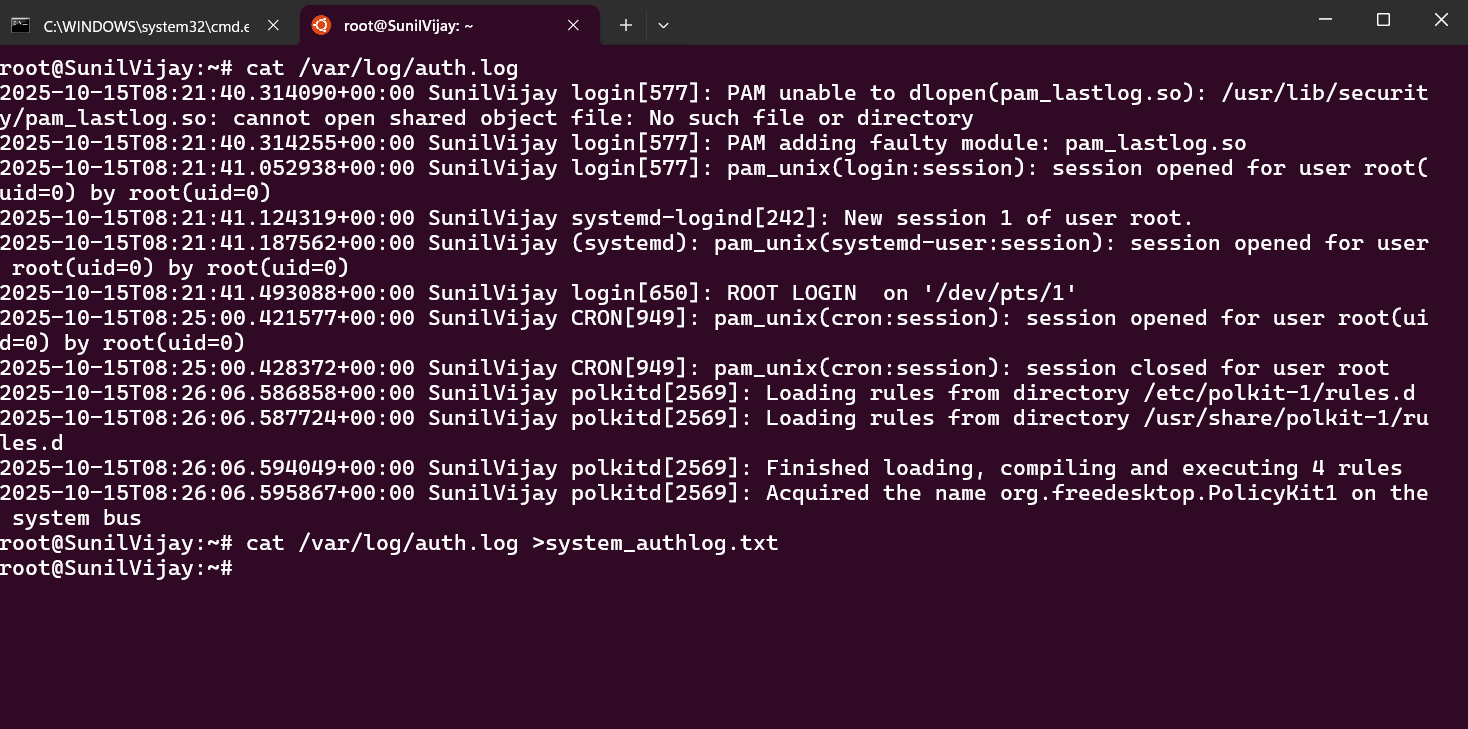 C:\WINDOWS\system32\cmd.e
root@SunilVijay: ~
root@SunilVijay:~# cat /var/log/auth.log
2025-10-15T08:21:40.314090+00:00 SunilVijay login[577]: PAM unable to dlopen(pam_lastlog.so): /usr/lib/securit
y/pam_lastlog.so: cannot open shared object file: No such file or directory
2025-10-15T08:21:40.314255+00:00 SunilVijay login[577]: PAM adding faulty module: pam_lastlog.so
2025-10-15T08:21:41.052938+00:00 SunilVijay login[577]: pam_unix(login:session): session opened for user root(
uid=0) by root(uid=0)
2025-10-15T08:21:41.124319+00:00 SunilVijay systemd-logind[242]: New session 1 of user root.
2025-10-15T08:21:41.187562+00:00 SunilVijay (systemd): pam_unix(systemd-user:session): session opened for user
 root(uid=0) by root(uid=0)
2025-10-15T08:21:41.493088+00:00 SunilVijay login[650]: ROOT LOGIN  on '/dev/pts/1'
2025-10-15T08:25:00.421577+00:00 SunilVijay CRON[949]: pam_unix(cron:session): session opened for user root(ui
d=0) by root(uid=0)
2025-10-15T08:25:00.428372+00:00 SunilVijay CRON[949]: pam_unix(cron:session): session closed for user root
2025-10-15T08:26:06.586858+00:00 SunilVijay polkitd[2569]: Loading rules from directory /etc/polkit-1/rules.d
2025-10-15T08:26:06.587724+00:00 SunilVijay polkitd[2569]: Loading rules from directory /usr/share/polkit-1/ru
les.d
2025-10-15T08:26:06.594049+00:00 SunilVijay polkitd[2569]: Finished loading, compiling and executing 4 rules
2025-10-15T08:26:06.595867+00:00 SunilVijay polkitd[2569]: Acquired the name org.freedesktop.PolicyKit1 on the
 system bus
root@SunilVijay:~# cat /var/log/auth.log >system_authlog.txt
root@SunilVijay:~#